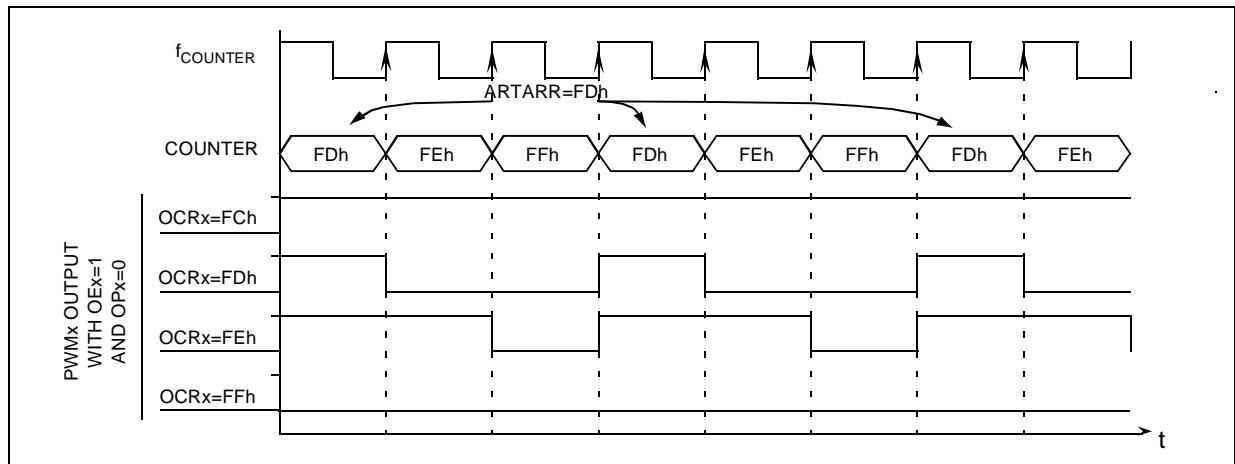 fCOUNTER
ARTARR=FDh
COUNTER
FDh FEh FFh FDh FEh FFh FDh FEh
PWMx OUTPUT
WITH OEx=1
AND OPx=0
OCRx=FCh
OCRx=FDh
OCRx=FEh
OCRx=FFh
t